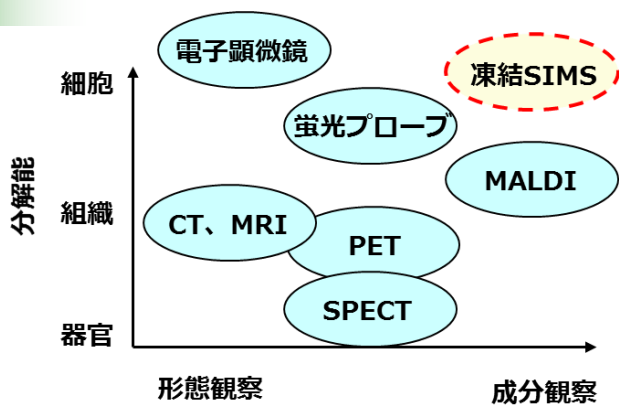 電子顕微鏡
凍結SIMS
細胞
蛍光プローブ
MALDI
分解能
組織
CT、MRI
PET
SPECT
器官
形態観察
成分観察